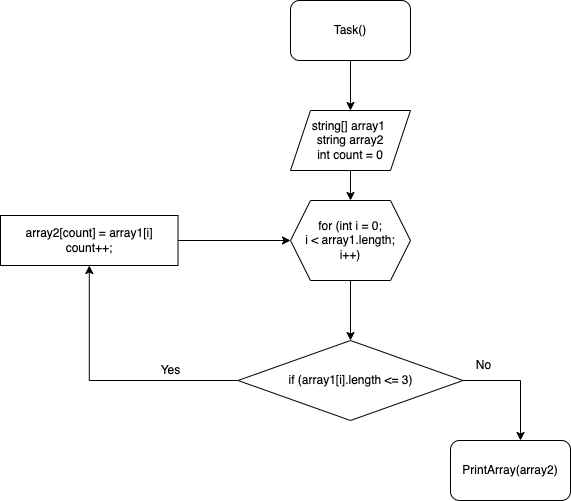 Task()
string[] array1
string array2
int count = 0
for (int i = 0;
i < array1.length;
i++)
array2[count] = array1[i]
count++;
if (array1[i].length <= 3)
Yes
No
PrintArray(array2)